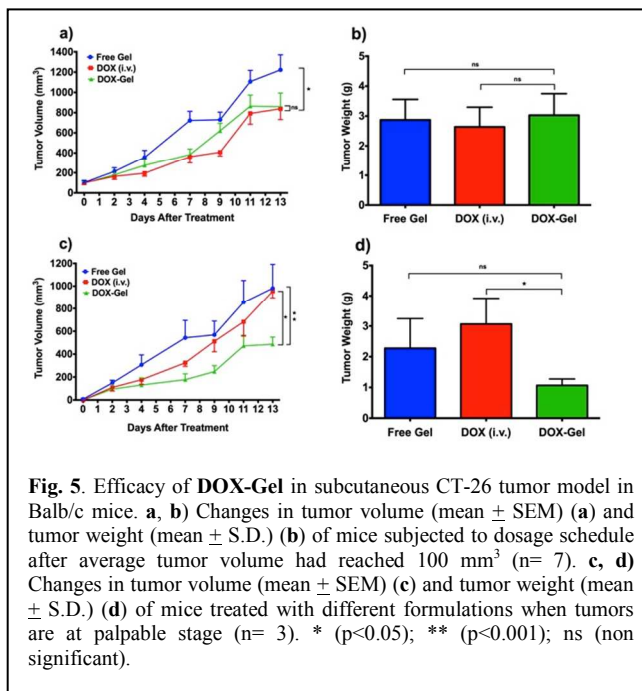 a)
1400
1200
1000
800
600
400
200
0
Tumor Volume (mm³)
Free Gel
DOX (i.v.)
DOX-Gel
*
ns
0 1 2 3 4 5 6 7 8 9 10 11 12 13
Days After Treatment
b)
5
4
3
2
1
0
Tumor Weight (g)
ns
ns
Free Gel DOX (i.v.) DOX-Gel
c)
1200
1000
800
600
400
200
0
Tumor Volume (mm³)
Free Gel
DOX (i.v.)
DOX-Gel
*
**
0 1 2 3 4 5 6 7 8 9 10 11 12 13
Days After Treatment
d)
5
4
3
2
1
0
Tumor Weight (g)
ns
*
Free Gel DOX (i.v.) DOX-Gel
Fig. 5. Efficacy of DOX-Gel in subcutaneous CT-26 tumor model in
Balb/c mice. a, b) Changes in tumor volume (mean ± SEM) (a) and
tumor weight (mean ± S.D.) (b) of mice subjected to dosage schedule
after average tumor volume had reached 100 mm³ (n= 7). c, d)
Changes in tumor volume (mean ± SEM) (c) and tumor weight (mean
± S.D.) (d) of mice treated with different formulations when tumors
are at palpable stage (n= 3). * (p<0.05); ** (p<0.001); ns (non
significant).